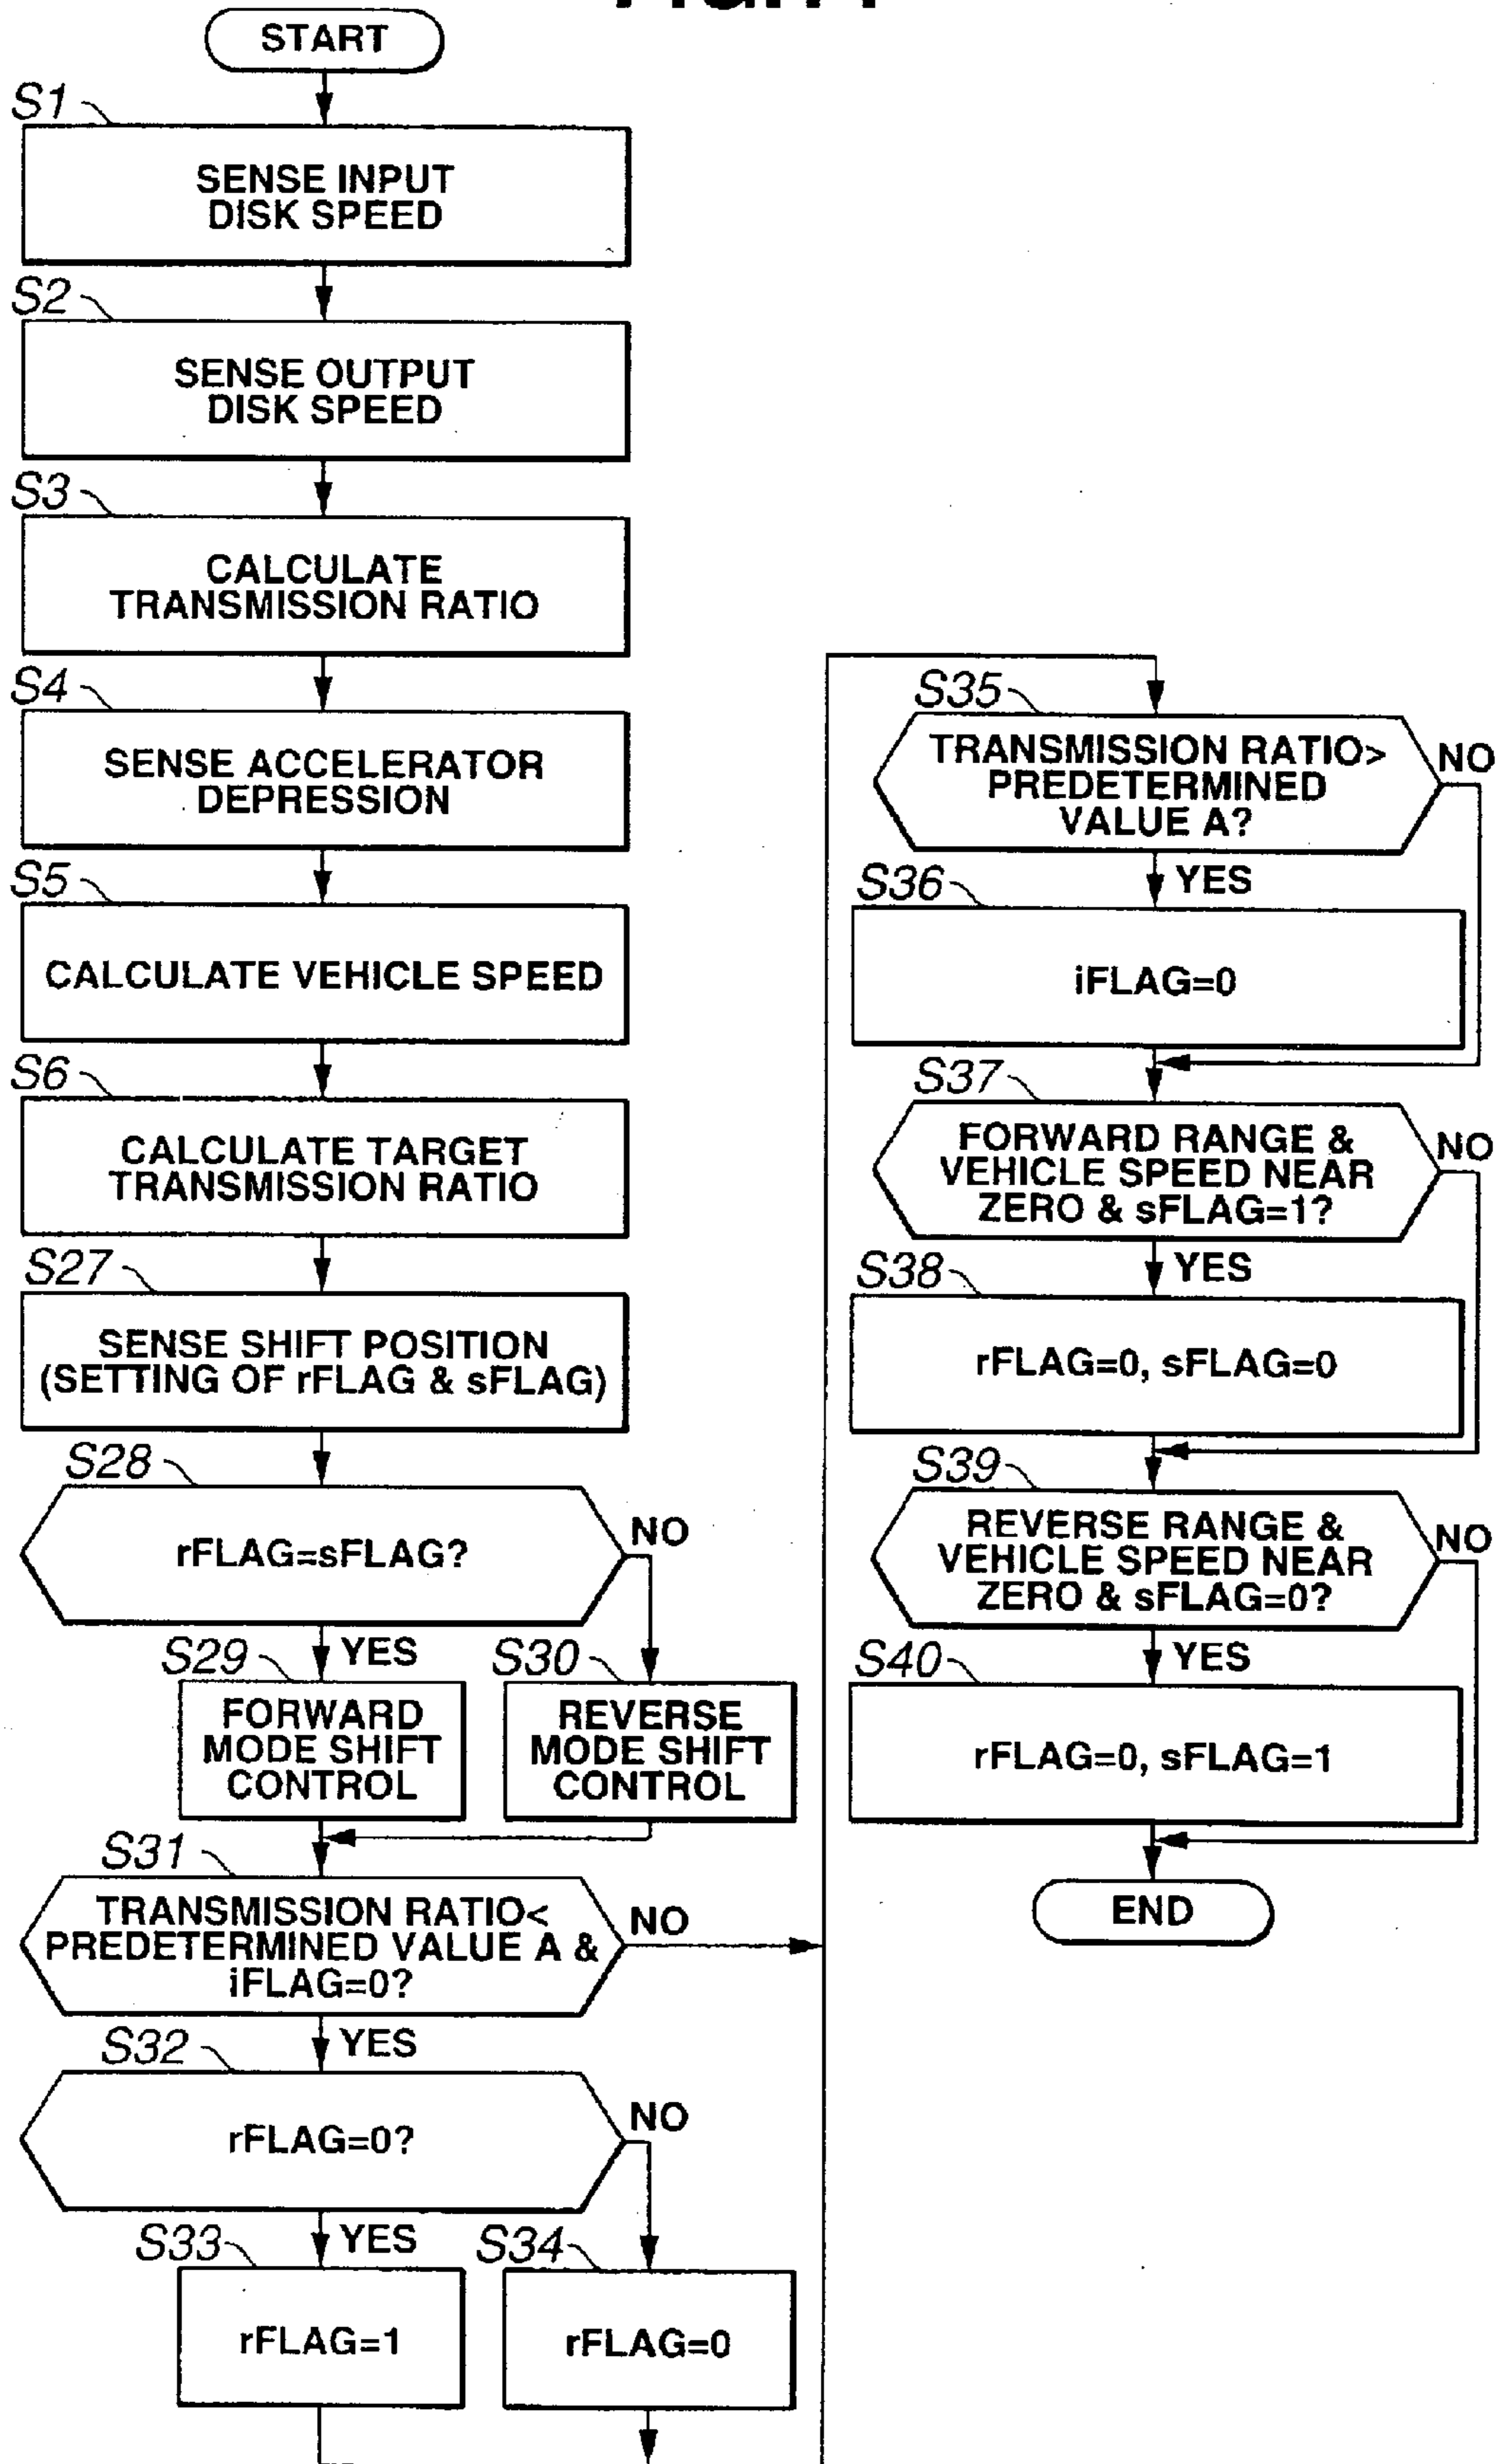 START
S1
SENSE INPUT
DISK SPEED
S2
SENSE OUTPUT
DISK SPEED
S3
CALCULATE
TRANSMISSION RATIO
S4
SENSE ACCELERATOR
DEPRESSION
S5
CALCULATE VEHICLE SPEED
S6
CALCULATE TARGET
TRANSMISSION RATIO
S27
SENSE SHIFT POSITION
(SETTING OF rFLAG & sFLAG)
S28
rFLAG=sFLAG?
NO
YES
S29
FORWARD
MODE SHIFT
CONTROL
S30
REVERSE
MODE SHIFT
CONTROL
S31
TRANSMISSION RATIO<
PREDETERMINED VALUE A &
iFLAG=0?
NO
YES
S32
rFLAG=0?
NO
YES
S33
rFLAG=1
S34
rFLAG=0
S35
TRANSMISSION RATIO>
PREDETERMINED
VALUE A?
NO
YES
S36
iFLAG=0
S37
FORWARD RANGE &
VEHICLE SPEED NEAR
ZERO & sFLAG=1?
NO
YES
S38
rFLAG=0, sFLAG=0
S39
REVERSE RANGE &
VEHICLE SPEED NEAR
ZERO & sFLAG=0?
NO
YES
S40
rFLAG=0, sFLAG=1
END